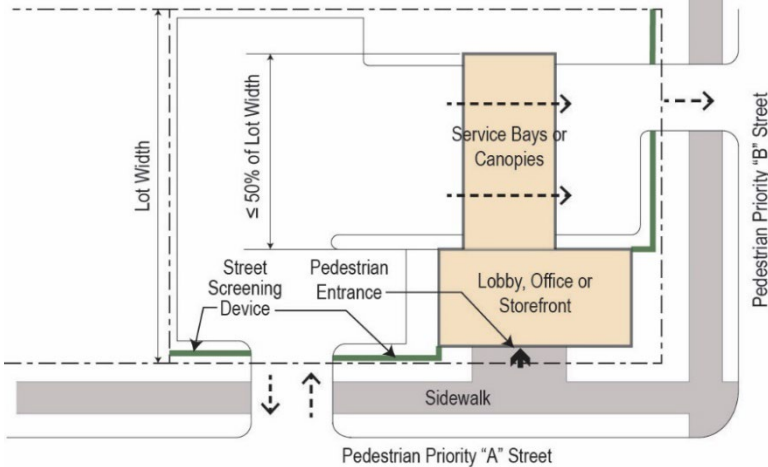 Lot Width
≤ 50% of Lot Width
Service Bays or
Canopies
Pedestrian Priority "B" Street
Street
Screening
Device
Pedestrian
Entrance
Lobby, Office or
Storefront
Sidewalk
Pedestrian Priority "A" Street